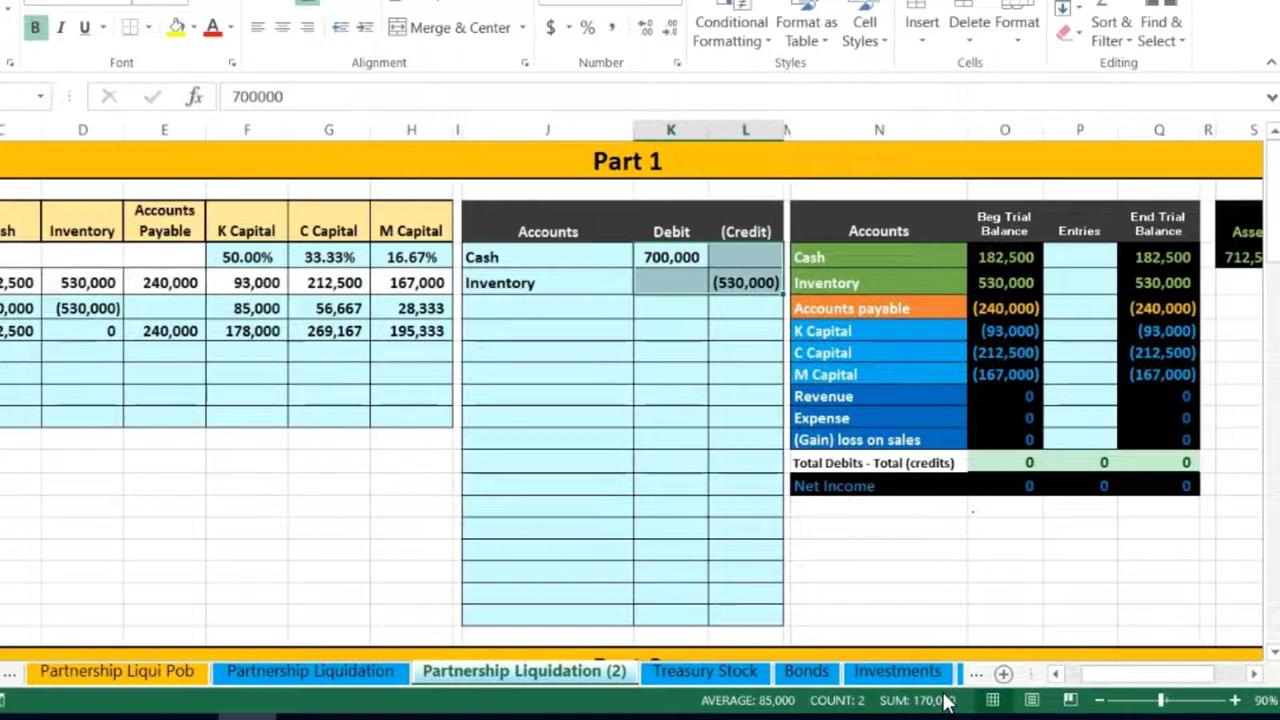 B I U $ % , Merge & Center Conditional Formatting Format as Table Cell Styles Insert Delete Format Sort & Filter Find & Select
Font Alignment Number Styles Cells Editing
fx 700000
D E F G H I J K L N O P Q R S
Part 1
Inventory Accounts Payable K Capital C Capital M Capital Accounts Debit (Credit) Accounts Beg Trial Balance Entries End Trial Balance
50.00% 33.33% 16.67% Cash 700,000 Cash 182,500 182,500
530,000 240,000 93,000 212,500 167,000 Inventory (530,000) Inventory 530,000 530,000
(530,000) 85,000 56,667 28,333 Accounts payable (240,000) (240,000)
0 240,000 178,000 269,167 195,333 K Capital (93,000) (93,000)
C Capital (212,500) (212,500)
M Capital (167,000) (167,000)
Revenue 0 0
Expense 0 0
(Gain) loss on sales 0 0
Total Debits - Total (credits) 0 0 0
Net Income 0 0 0
... Partnership Liqui Pob Partnership Liquidation Partnership Liquidation (2) Treasury Stock Bonds Investments ...
AVERAGE: 85,000 COUNT: 2 90%